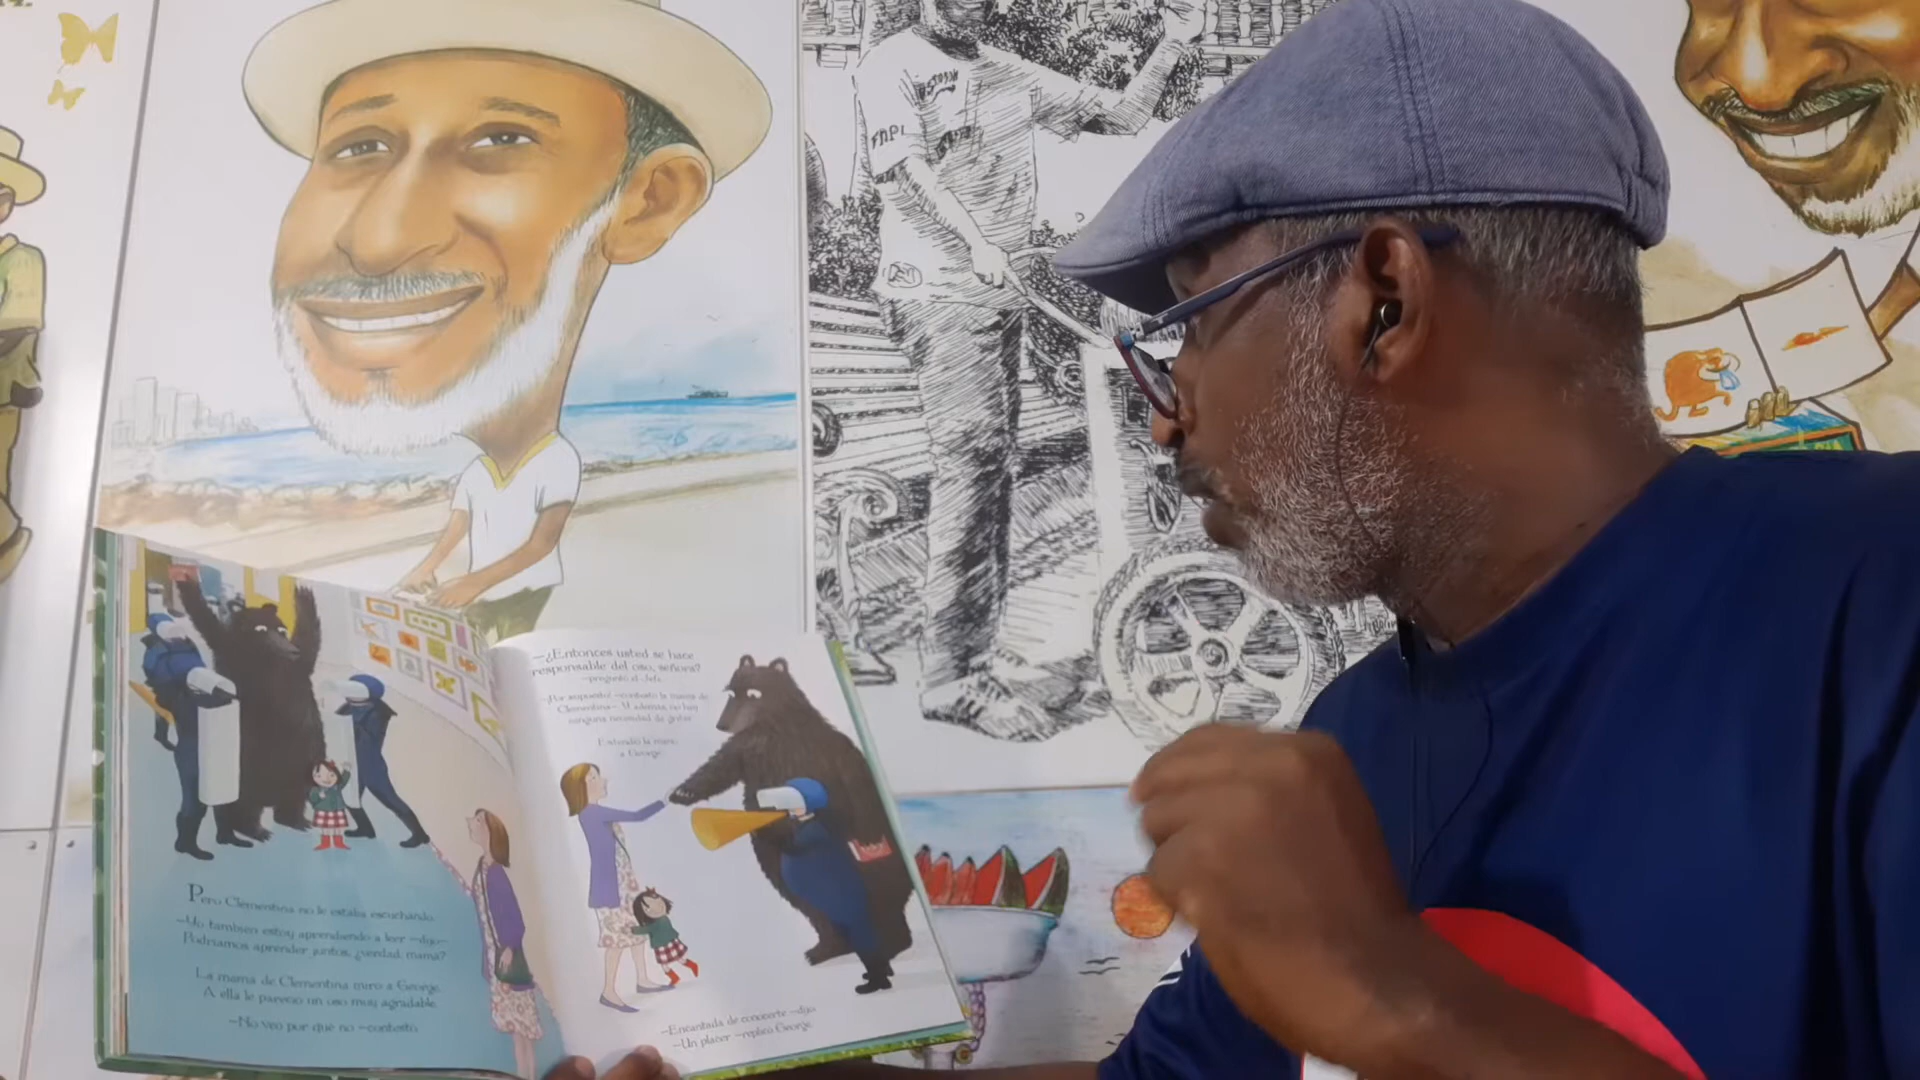 Pero Clementina no le estaba escuchando.
—Yo también estoy aprendiendo a leer —dijo—.
Podríamos aprender juntos, ¿verdad, mamá?
La mamá de Clementina miró a George.
A ella le pareció un oso muy agradable.
—No veo por qué no —contestó.
—¿Entonces usted se hace
responsable del oso, señora?
—preguntó el Jefe.
—¡Por supuesto! —contestó la mamá de
Clementina—. Y además, no hay
ninguna necesidad de gritar.
Extendió la mano
a George.
—Encantada de conocerte —dijo.
—Un placer —replicó George.